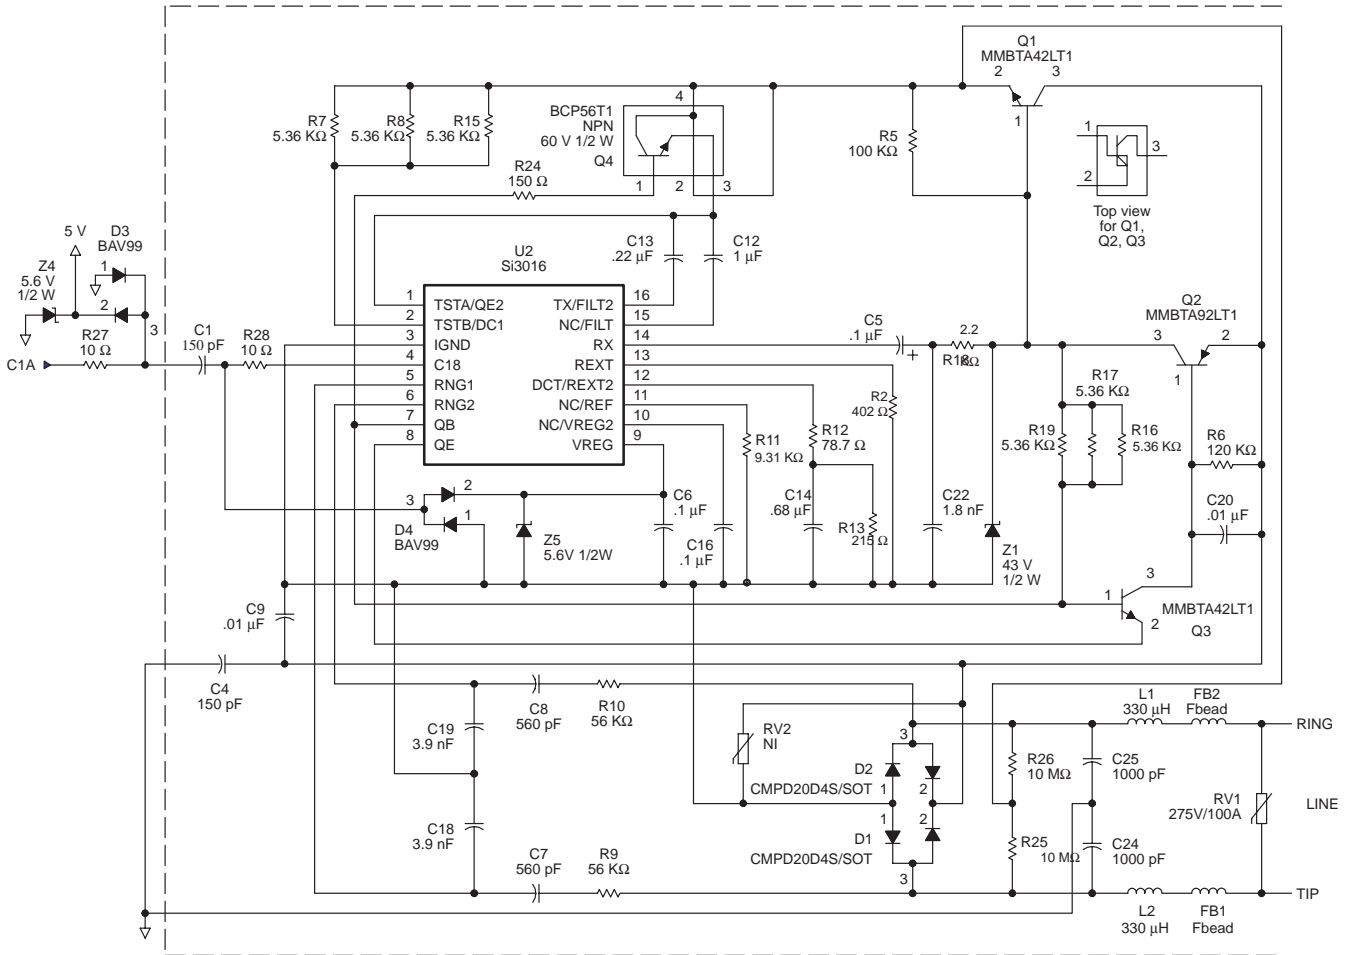 Q1
MMBTA42LT1
2 3
1
R7
5.36 KΩ
R8
5.36 KΩ
R15
5.36 KΩ
BCP56T1
NPN
60 V 1/2 W
Q4
4
1 2 3
R24
150 Ω
R5
100 KΩ
1
2
3
Top view
for Q1,
Q2, Q3
5 V
D3
BAV99
1
2
3
Z4
5.6 V
1/2 W
R27
10 Ω
C1A
C1
150 pF
R28
10 Ω
C13
.22 µF
C12
1 µF
U2
Si3016
1 TSTA/QE2
2 TSTB/DC1
3 IGND
4 C18
5 RNG1
6 RNG2
7 QB
8 QE
TX/FILT2 16
NC/FILT 15
RX 14
REXT 13
DCT/REXT2 12
NC/REF 11
NC/VREG2 10
VREG 9
C5
.1 µF
+
2.2
R18
KΩ
Q2
MMBTA92LT1
3 2
1
R17
5.36 KΩ
R19
5.36 KΩ
R16
5.36 KΩ
R6
120 KΩ
C20
.01 µF
R2
402 Ω
R12
78.7 Ω
R11
9.31 KΩ
C14
.68 µF
R13
215 Ω
C22
1.8 nF
Z1
43 V
1/2 W
3
2
1
D4
BAV99
Z5
5.6V 1/2W
C6
.1 µF
C16
.1 µF
3
1
2
MMBTA42LT1
Q3
C9
.01 µF
C4
150 pF
C8
560 pF
R10
56 KΩ
C19
3.9 nF
C18
3.9 nF
C7
560 pF
R9
56 KΩ
RV2
NI
3
D2
CMPD20D4S/SOT
1 2
1 2
D1
CMPD20D4S/SOT
3
R26
10 MΩ
R25
10 MΩ
C25
1000 pF
C24
1000 pF
L1
330 µH
FB2
Fbead
RING
RV1
275V/100A
LINE
TIP
L2
330 µH
FB1
Fbead